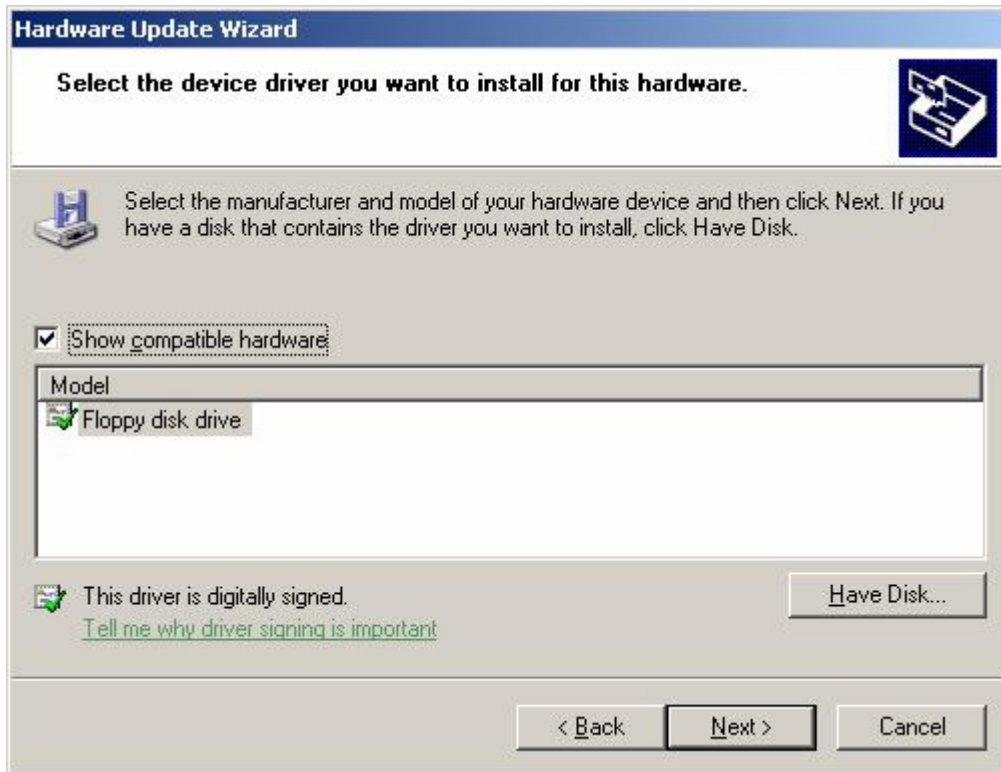 Hardware Update Wizard
Select the device driver you want to install for this hardware.
Select the manufacturer and model of your hardware device and then click Next. If you
have a disk that contains the driver you want to install, click Have Disk.
Show compatible hardware
Model
Floppy disk drive
This driver is digitally signed.
Have Disk...
Tell me why driver signing is important
< Back Next > Cancel